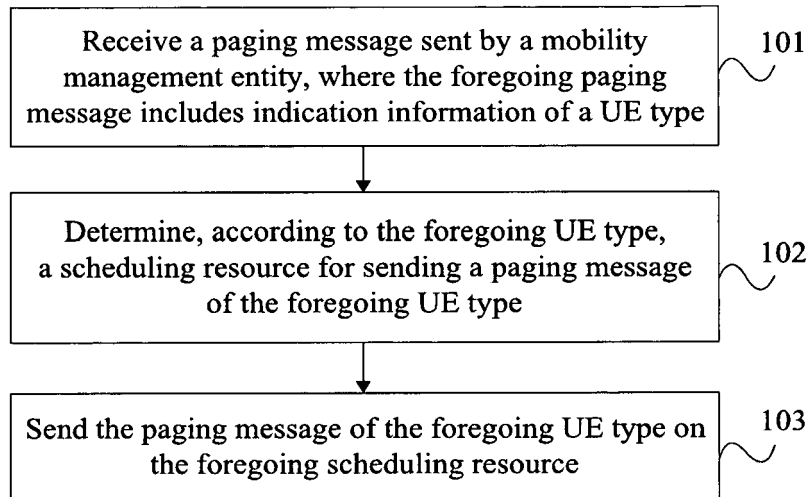 Receive a paging message sent by a mobility
management entity, where the foregoing paging
message includes indication information of a UE type
101
Determine, according to the foregoing UE type,
a scheduling resource for sending a paging message
of the foregoing UE type
102
Send the paging message of the foregoing UE type on
the foregoing scheduling resource
103